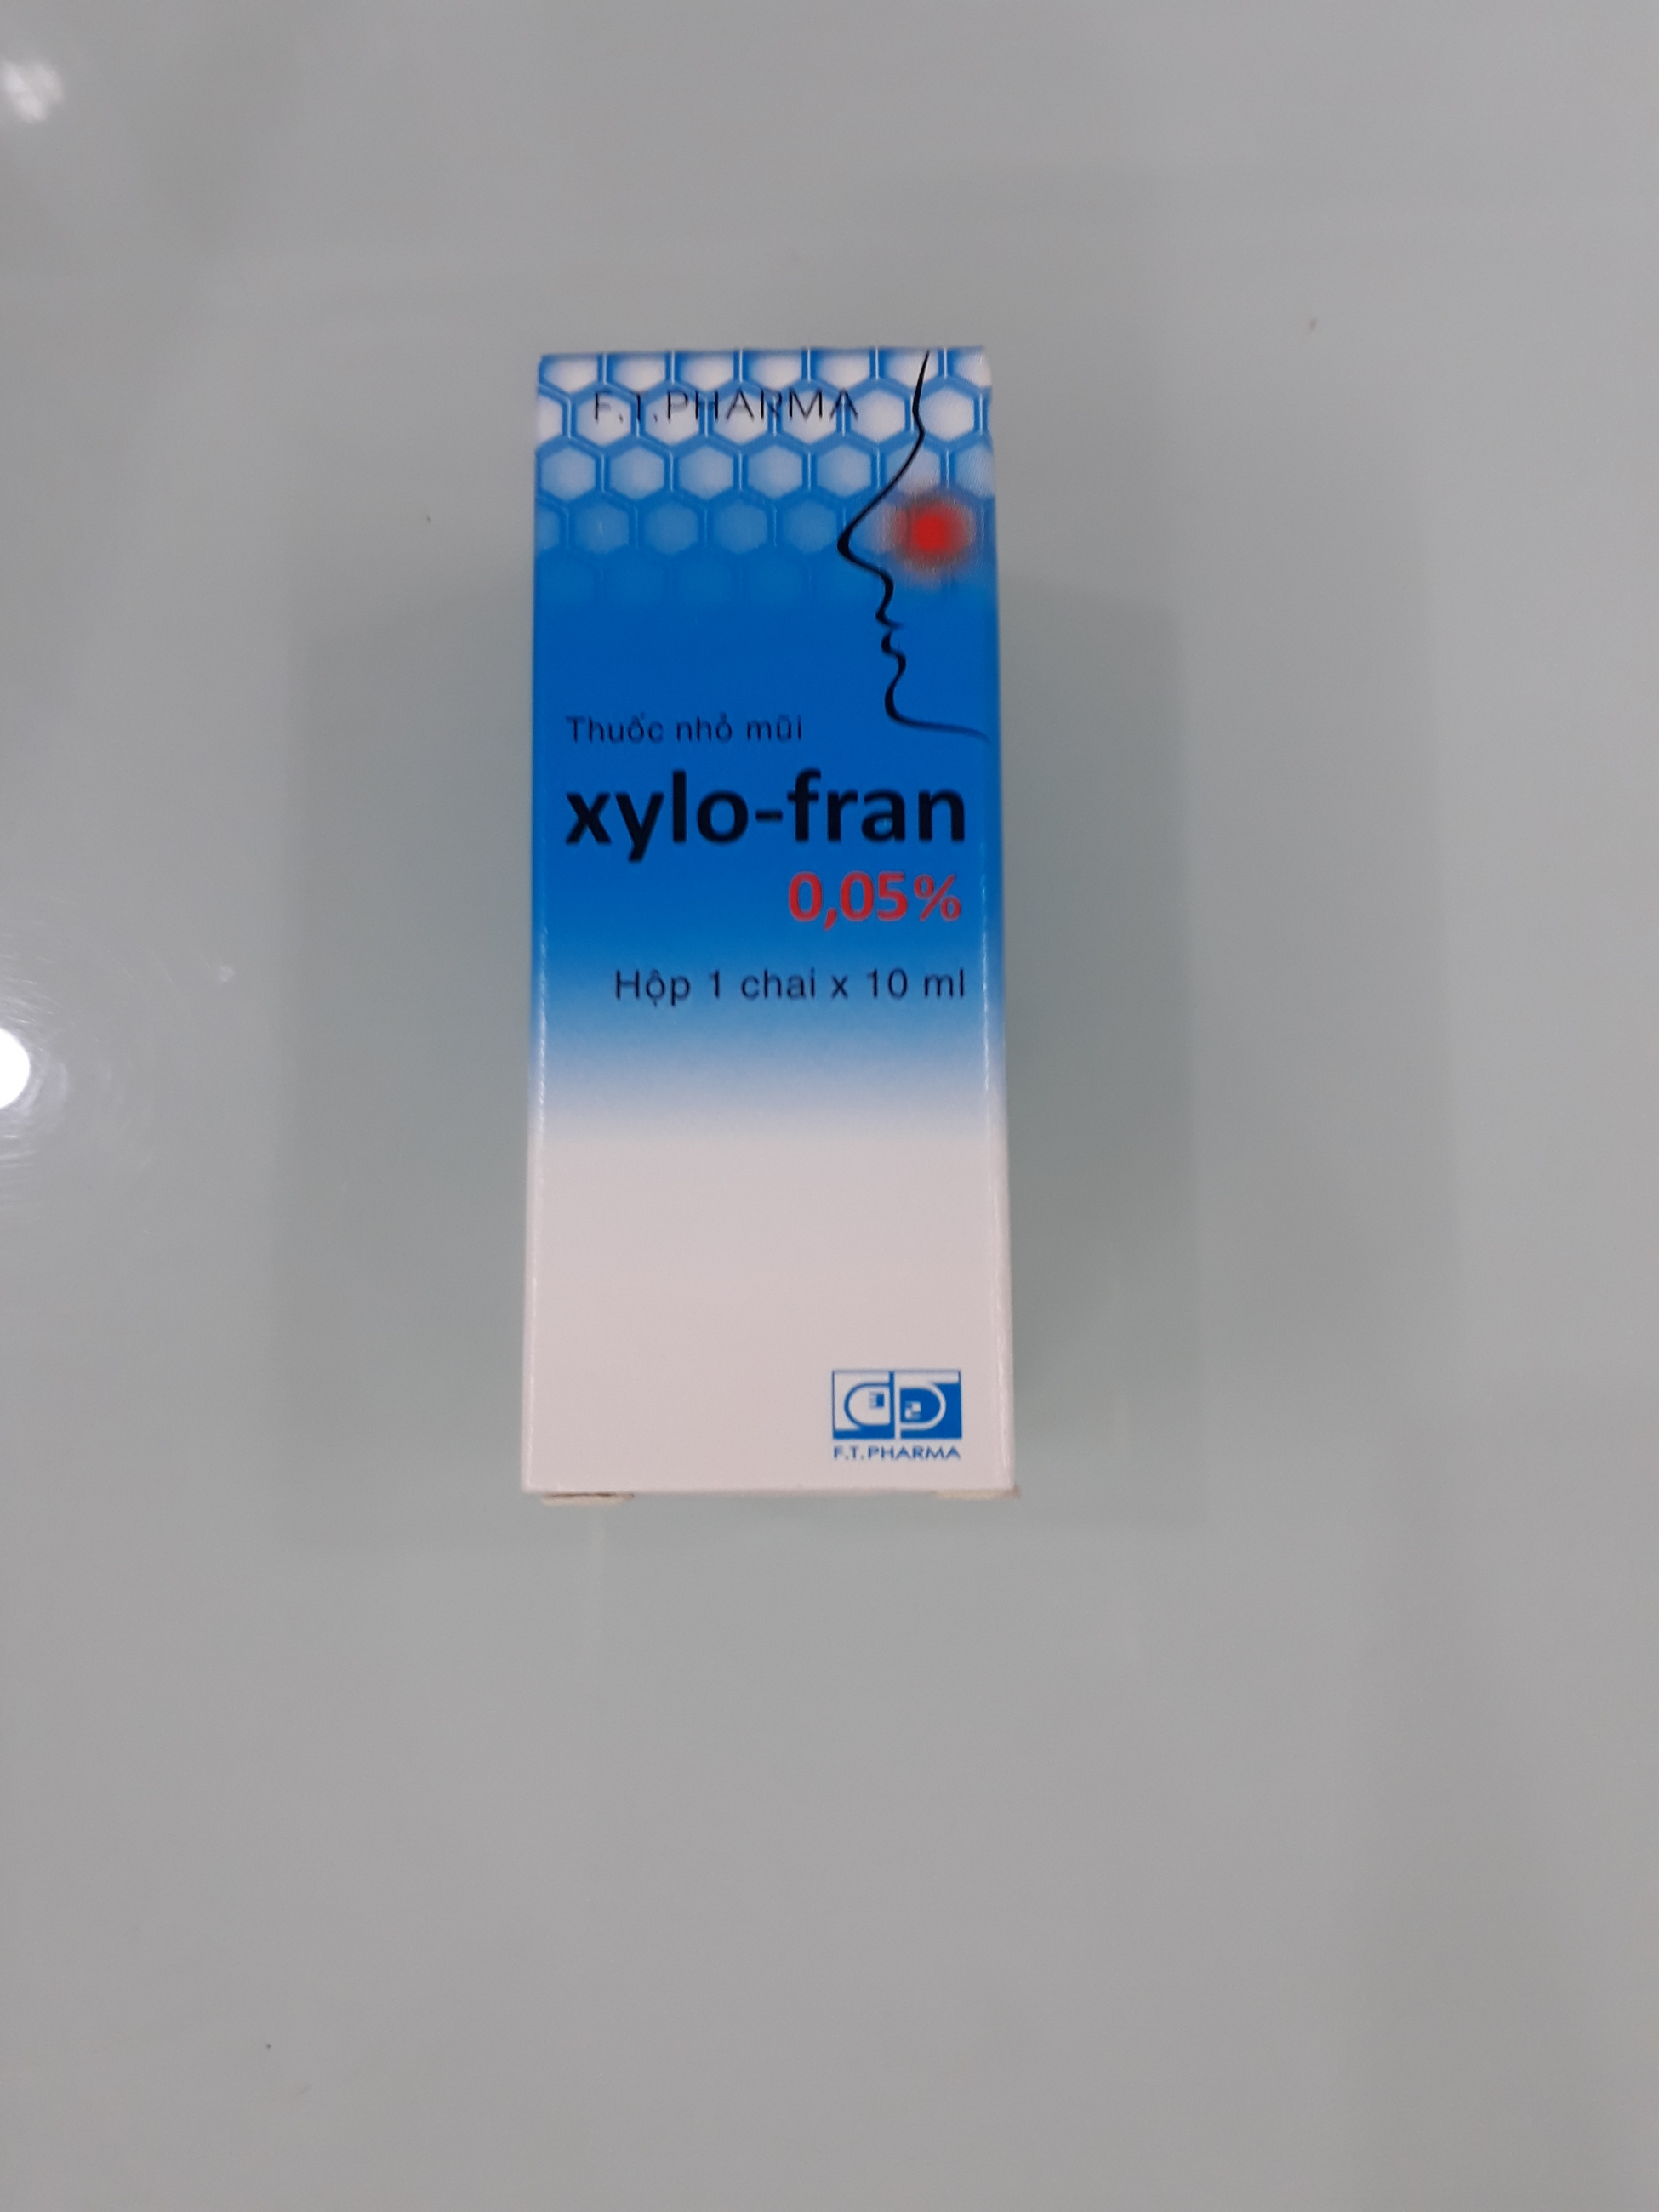 F.T.PHARMA
Thuốc nhỏ mũi
xylo-fran
0,05%
Hộp 1 chai x 10 ml
F.T.PHARMA